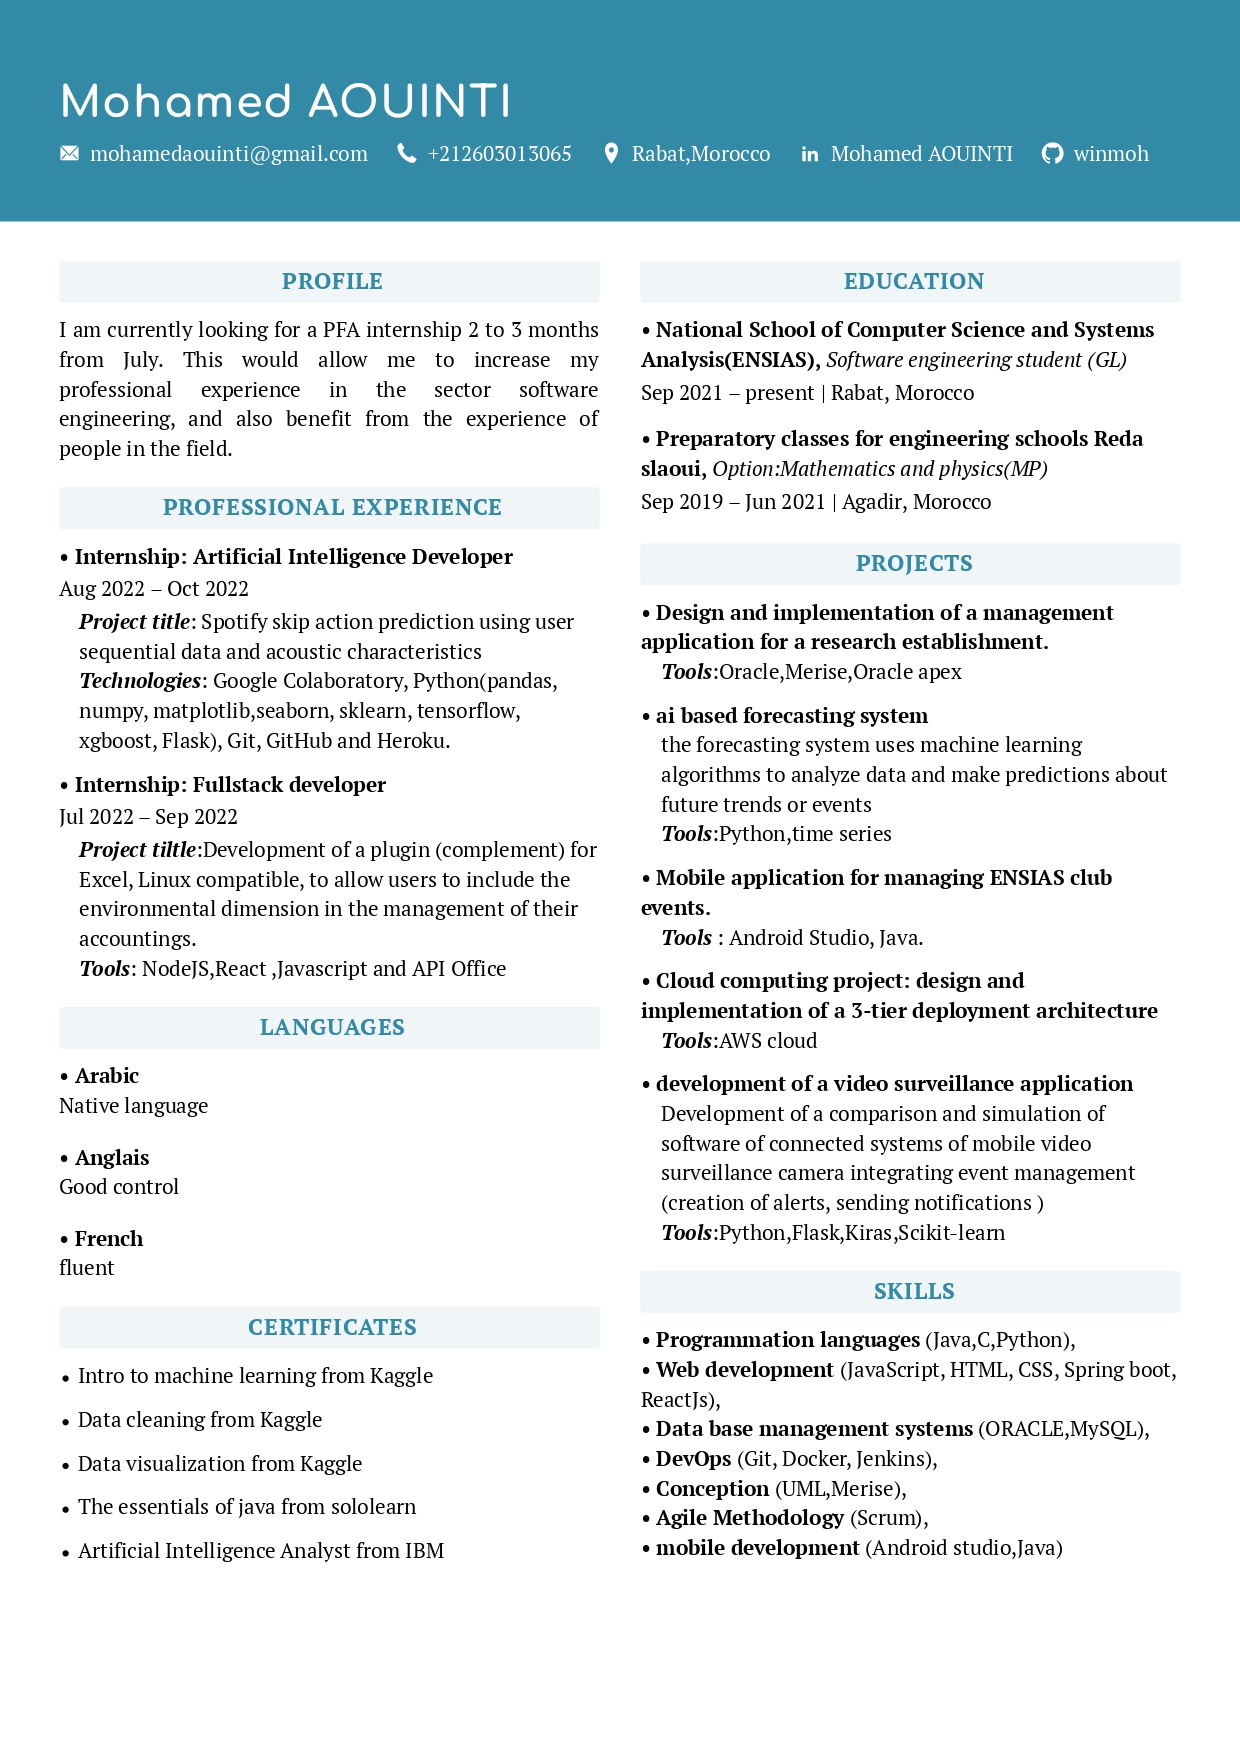 Mohamed AOUINTI
mohamedaouinti@gmail.com +212603013065 Rabat,Morocco Mohamed AOUINTI winmoh
PROFILE
I am currently looking for a PFA internship 2 to 3 months
from July. This would allow me to increase my
professional experience in the sector software
engineering, and also benefit from the experience of
people in the field.
PROFESSIONAL EXPERIENCE
• Internship: Artificial Intelligence Developer
Aug 2022 – Oct 2022
Project title: Spotify skip action prediction using user
sequential data and acoustic characteristics
Technologies: Google Colaboratory, Python(pandas,
numpy, matplotlib,seaborn, sklearn, tensorflow,
xgboost, Flask), Git, GitHub and Heroku.
• Internship: Fullstack developer
Jul 2022 – Sep 2022
Project tiltle:Development of a plugin (complement) for
Excel, Linux compatible, to allow users to include the
environmental dimension in the management of their
accountings.
Tools: NodeJS,React ,Javascript and API Office
LANGUAGES
• Arabic
Native language
• Anglais
Good control
• French
fluent
CERTIFICATES
• Intro to machine learning from Kaggle
• Data cleaning from Kaggle
• Data visualization from Kaggle
• The essentials of java from sololearn
• Artificial Intelligence Analyst from IBM
EDUCATION
• National School of Computer Science and Systems
Analysis(ENSIAS), Software engineering student (GL)
Sep 2021 – present | Rabat, Morocco
• Preparatory classes for engineering schools Reda
slaoui, Option:Mathematics and physics(MP)
Sep 2019 – Jun 2021 | Agadir, Morocco
PROJECTS
• Design and implementation of a management
application for a research establishment.
Tools:Oracle,Merise,Oracle apex
• ai based forecasting system
the forecasting system uses machine learning
algorithms to analyze data and make predictions about
future trends or events
Tools:Python,time series
• Mobile application for managing ENSIAS club
events.
Tools : Android Studio, Java.
• Cloud computing project: design and
implementation of a 3-tier deployment architecture
Tools:AWS cloud
• development of a video surveillance application
Development of a comparison and simulation of
software of connected systems of mobile video
surveillance camera integrating event management
(creation of alerts, sending notifications )
Tools:Python,Flask,Kiras,Scikit-learn
SKILLS
• Programmation languages (Java,C,Python),
• Web development (JavaScript, HTML, CSS, Spring boot,
ReactJs),
• Data base management systems (ORACLE,MySQL),
• DevOps (Git, Docker, Jenkins),
• Conception (UML,Merise),
• Agile Methodology (Scrum),
• mobile development (Android studio,Java)